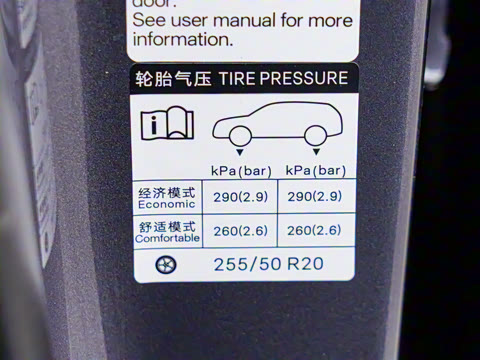 door.
See user manual for more
information.
轮胎气压 TIRE PRESSURE
i
kPa(bar) kPa(bar)
经济模式 290(2.9) 290(2.9)
Economic
舒适模式 260(2.6) 260(2.6)
Comfortable
255/50 R20